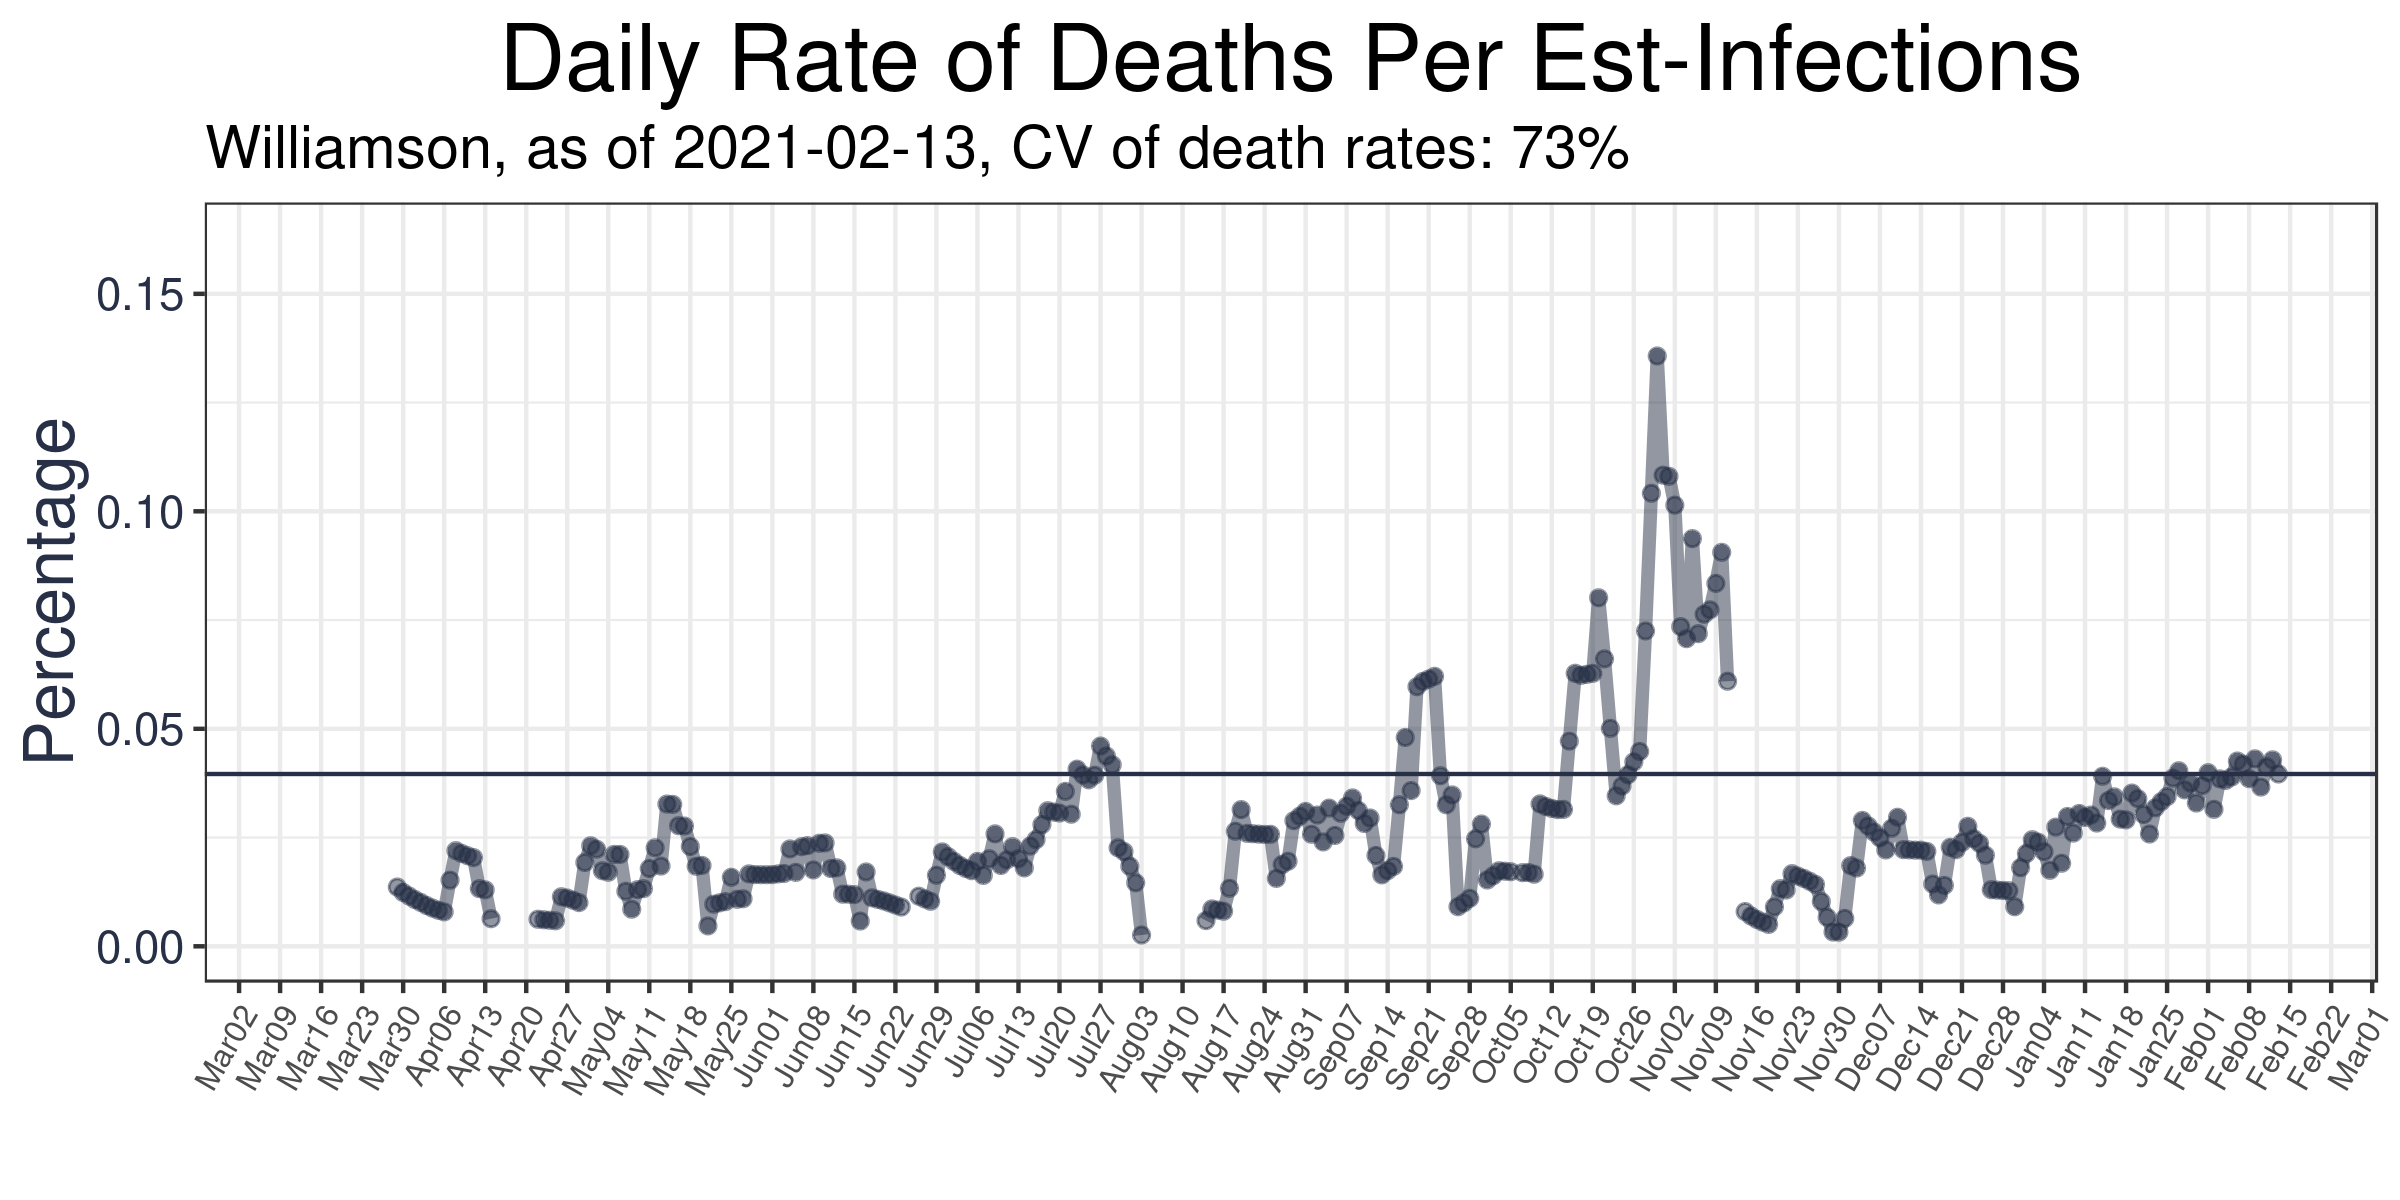 Daily Rate of Deaths Per Est-Infections
Williamson, as of 2021-02-13, CV of death rates: 73%
Percentage
0.15
0.10
0.05
0.00
Mar02
Mar09
Mar16
Mar23
Mar30
Apr06
Apr13
Apr20
Apr27
May04
May11
May18
May25
Jun01
Jun08
Jun15
Jun22
Jun29
Jul06
Jul13
Jul20
Jul27
Aug03
Aug10
Aug17
Aug24
Aug31
Sep07
Sep14
Sep21
Sep28
Oct05
Oct12
Oct19
Oct26
Nov02
Nov09
Nov16
Nov23
Nov30
Dec07
Dec14
Dec21
Dec28
Jan04
Jan11
Jan18
Jan25
Feb01
Feb08
Feb15
Feb22
Mar01